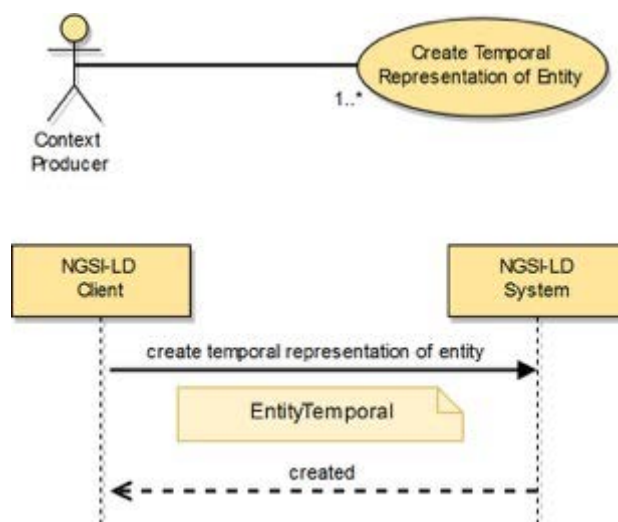 Create Temporal
Representation of Entity
1..*
Context
Producer
NGSI-LD
Client
NGSI-LD
System
create temporal representation of entity
EntityTemporal
created